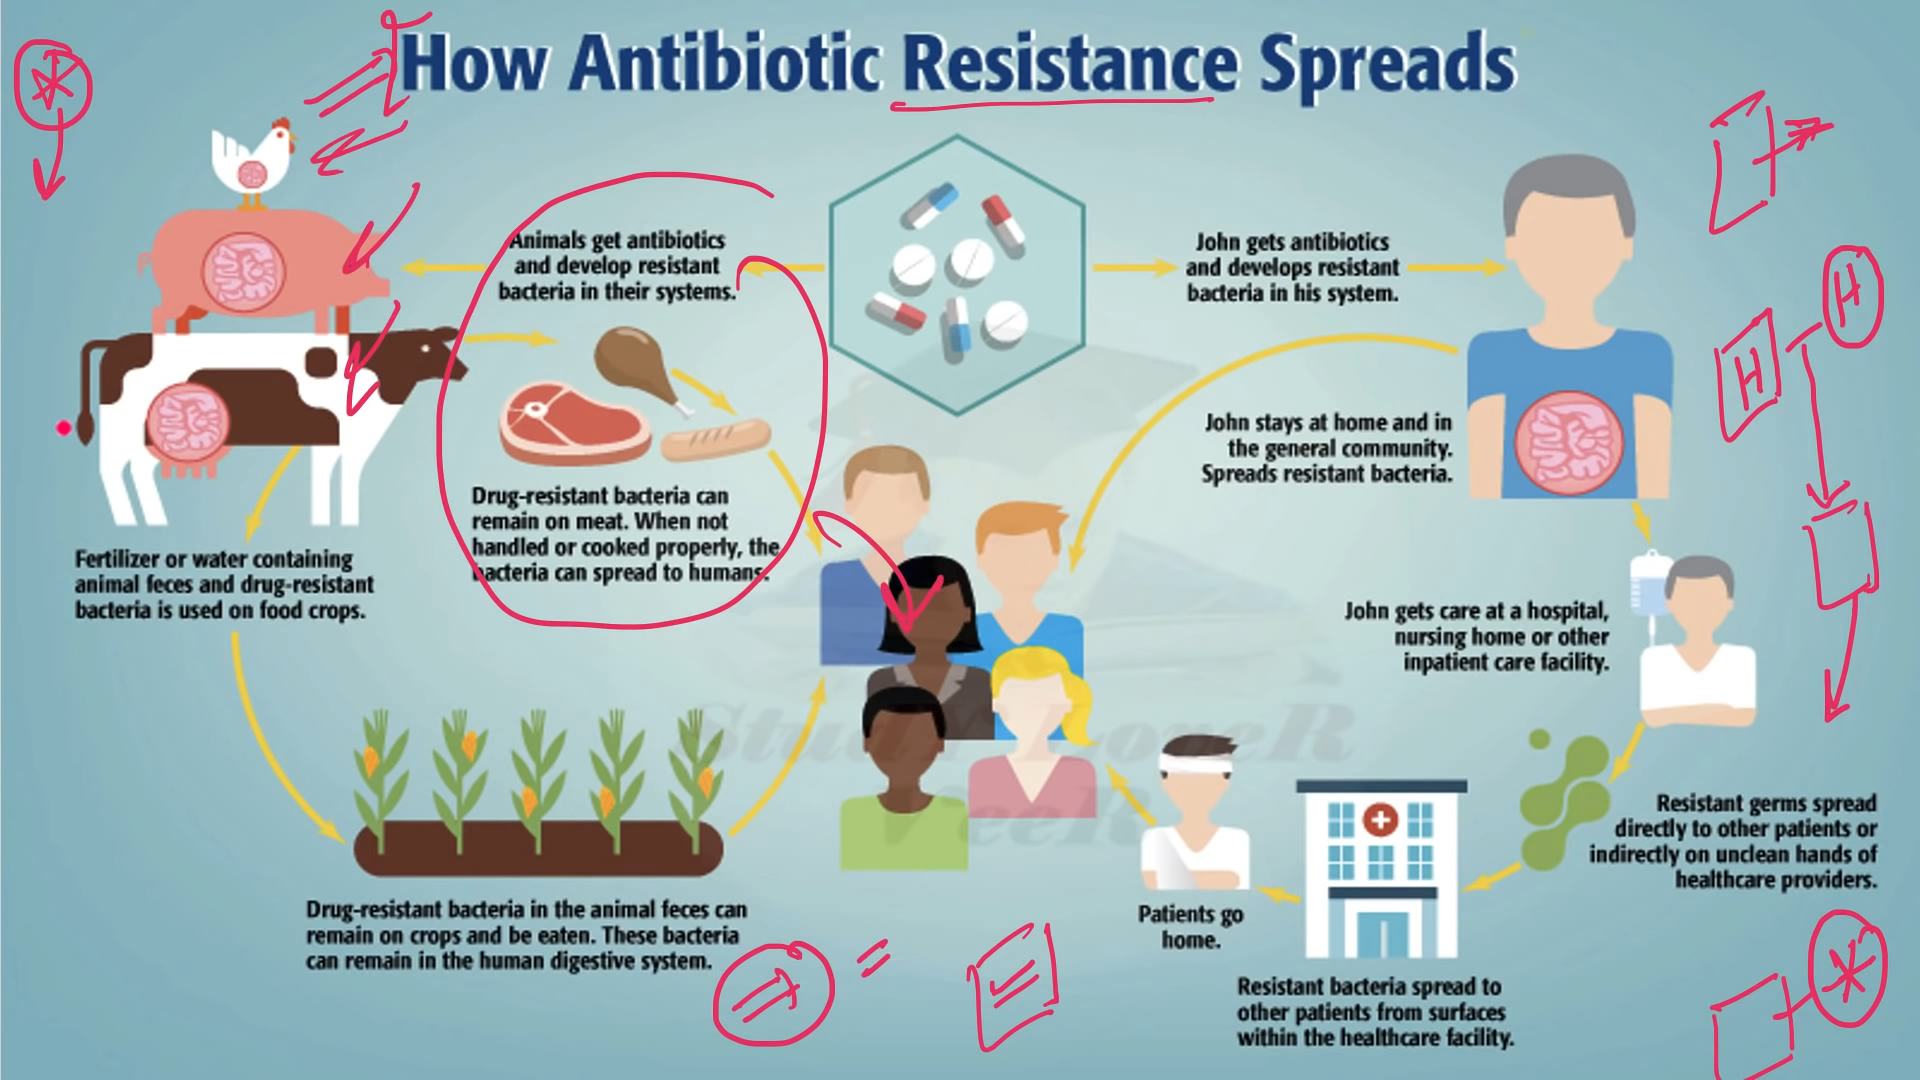 How Antibiotic Resistance Spreads
Animals get antibiotics
and develop resistant
bacteria in their systems.
John gets antibiotics
and develops resistant
bacteria in his system.
H
H
John stays at home and in
the general community.
Spreads resistant bacteria.
Drug-resistant bacteria can
remain on meat. When not
handled or cooked properly, the
bacteria can spread to humans.
Fertilizer or water containing
animal feces and drug-resistant
bacteria is used on food crops.
John gets care at a hospital,
nursing home or other
inpatient care facility.
StudY LoveR
VeeR
Resistant germs spread
directly to other patients or
indirectly on unclean hands of
healthcare providers.
Drug-resistant bacteria in the animal feces can
remain on crops and be eaten. These bacteria
can remain in the human digestive system.
Patients go
home.
Resistant bacteria spread to
other patients from surfaces
within the healthcare facility.